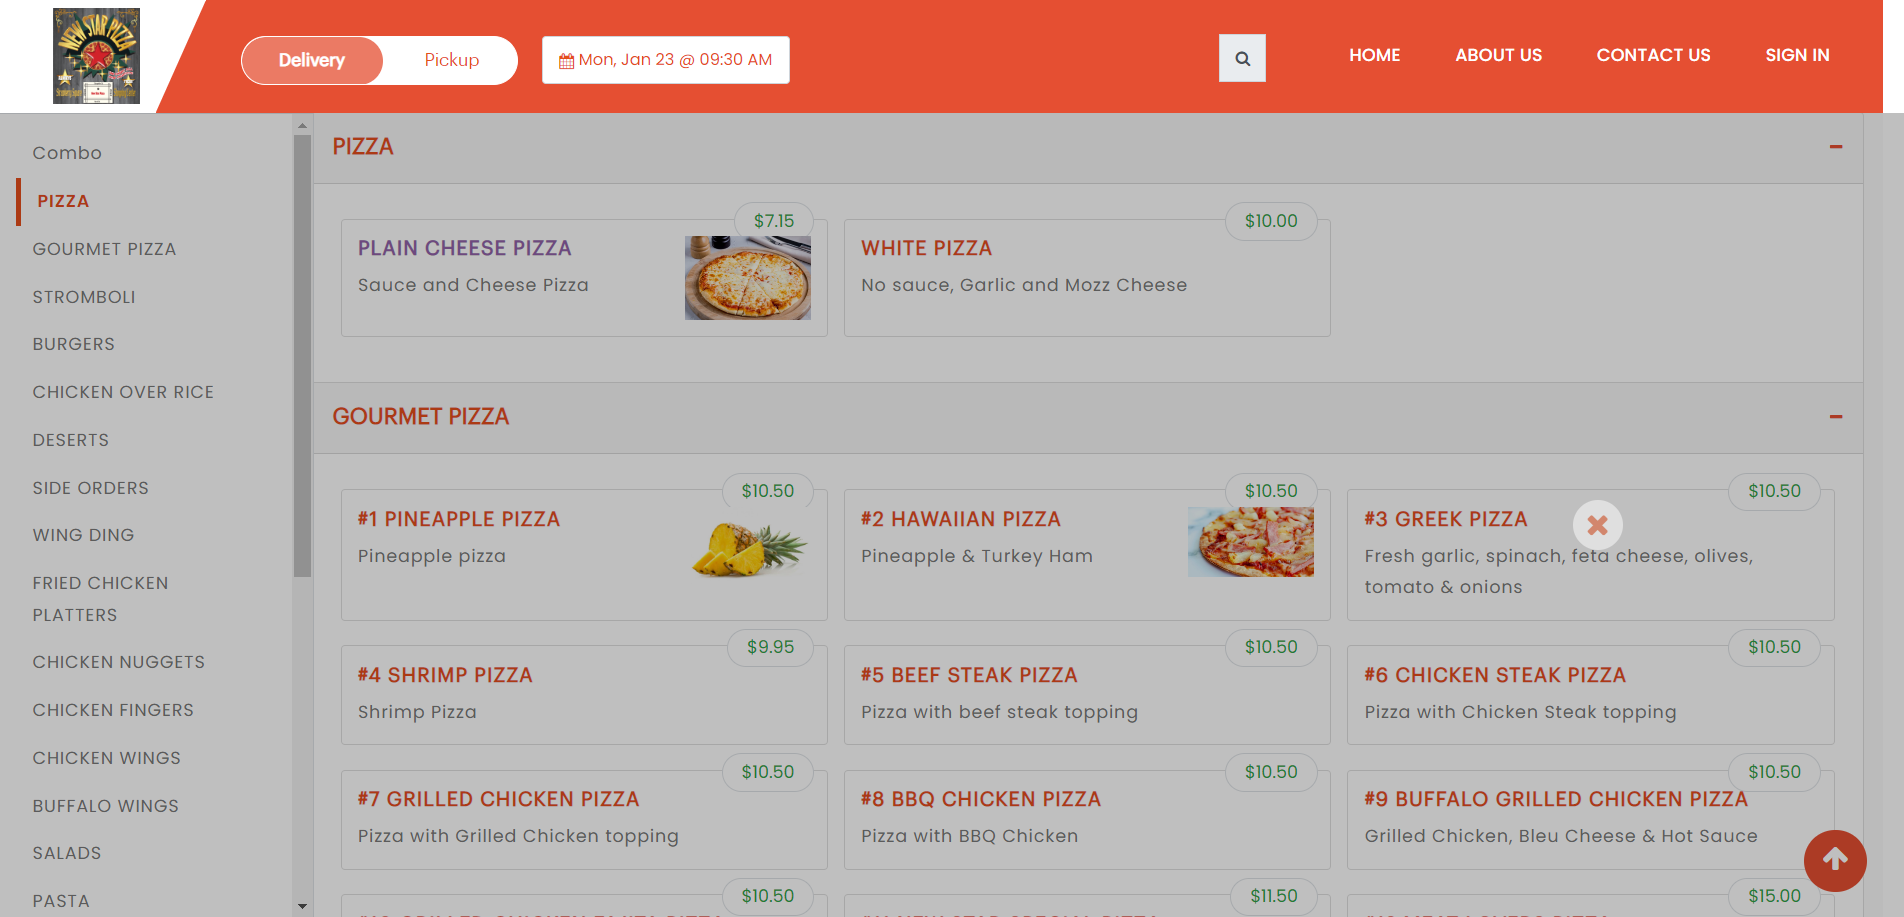 NEW STAR PIZZA
Delivery
Pickup
Mon, Jan 23 @ 09:30 AM
HOME
ABOUT US
CONTACT US
SIGN IN
Combo
PIZZA
GOURMET PIZZA
STROMBOLI
BURGERS
CHICKEN OVER RICE
DESERTS
SIDE ORDERS
WING DING
FRIED CHICKEN
PLATTERS
CHICKEN NUGGETS
CHICKEN FINGERS
CHICKEN WINGS
BUFFALO WINGS
SALADS
PASTA
PIZZA
$7.15
PLAIN CHEESE PIZZA
Sauce and Cheese Pizza
$10.00
WHITE PIZZA
No sauce, Garlic and Mozz Cheese
GOURMET PIZZA
$10.50
#1 PINEAPPLE PIZZA
Pineapple pizza
$10.50
#2 HAWAIIAN PIZZA
Pineapple & Turkey Ham
$10.50
#3 GREEK PIZZA
Fresh garlic, spinach, feta cheese, olives,
tomato & onions
$9.95
#4 SHRIMP PIZZA
Shrimp Pizza
$10.50
#5 BEEF STEAK PIZZA
Pizza with beef steak topping
$10.50
#6 CHICKEN STEAK PIZZA
Pizza with Chicken Steak topping
$10.50
#7 GRILLED CHICKEN PIZZA
Pizza with Grilled Chicken topping
$10.50
#8 BBQ CHICKEN PIZZA
Pizza with BBQ Chicken
$10.50
#9 BUFFALO GRILLED CHICKEN PIZZA
Grilled Chicken, Bleu Cheese & Hot Sauce
$10.50
$11.50
$15.00